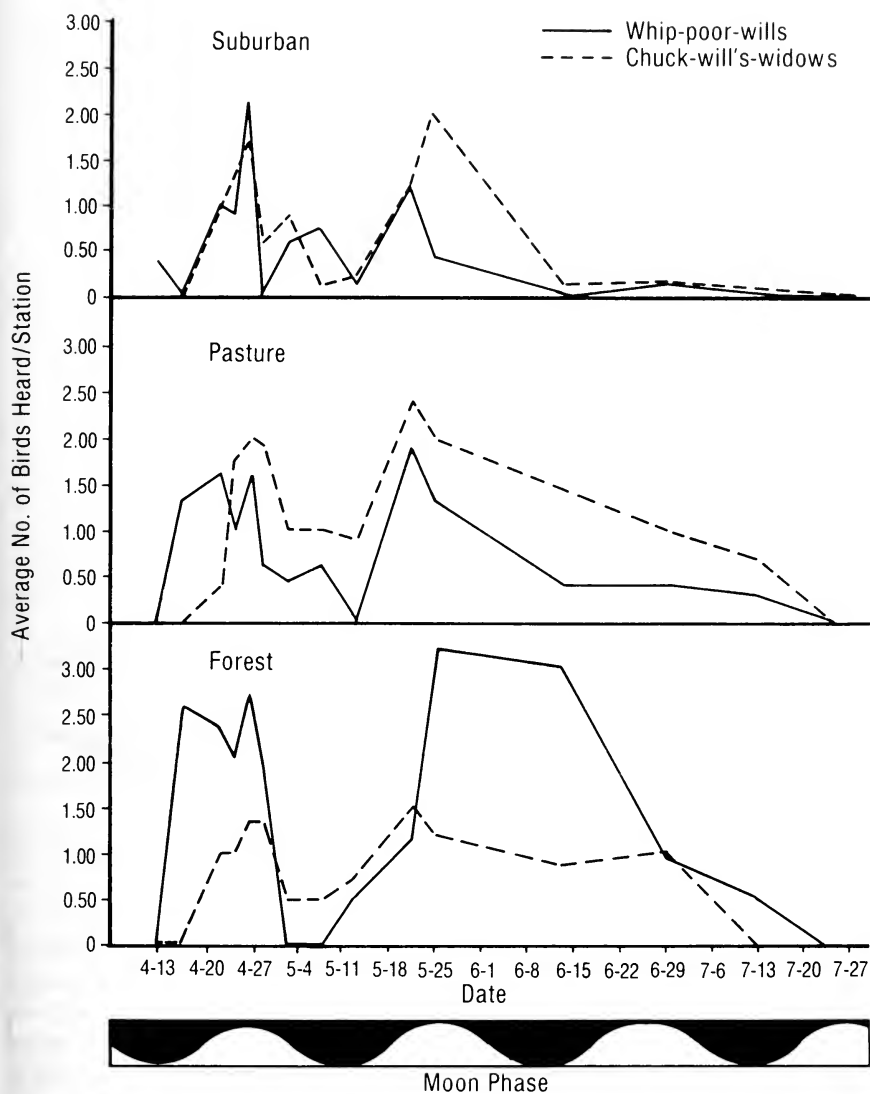 Whip-poor-wills
Chuck-will's-widows
Average No. of Birds Heard/Station
Suburban
3.00
2.50
2.00
1.50
1.00
0.50
0
Pasture
3.00
2.50
2.00
1.50
1.00
0.50
0
Forest
3.00
2.50
2.00
1.50
1.00
0.50
0
4-13 4-20 4-27 5-4 5-11 5-18 5-25 6-1 6-8 6-15 6-22 6-29 7-6 7-13 7-20 7-27
Date
Moon Phase